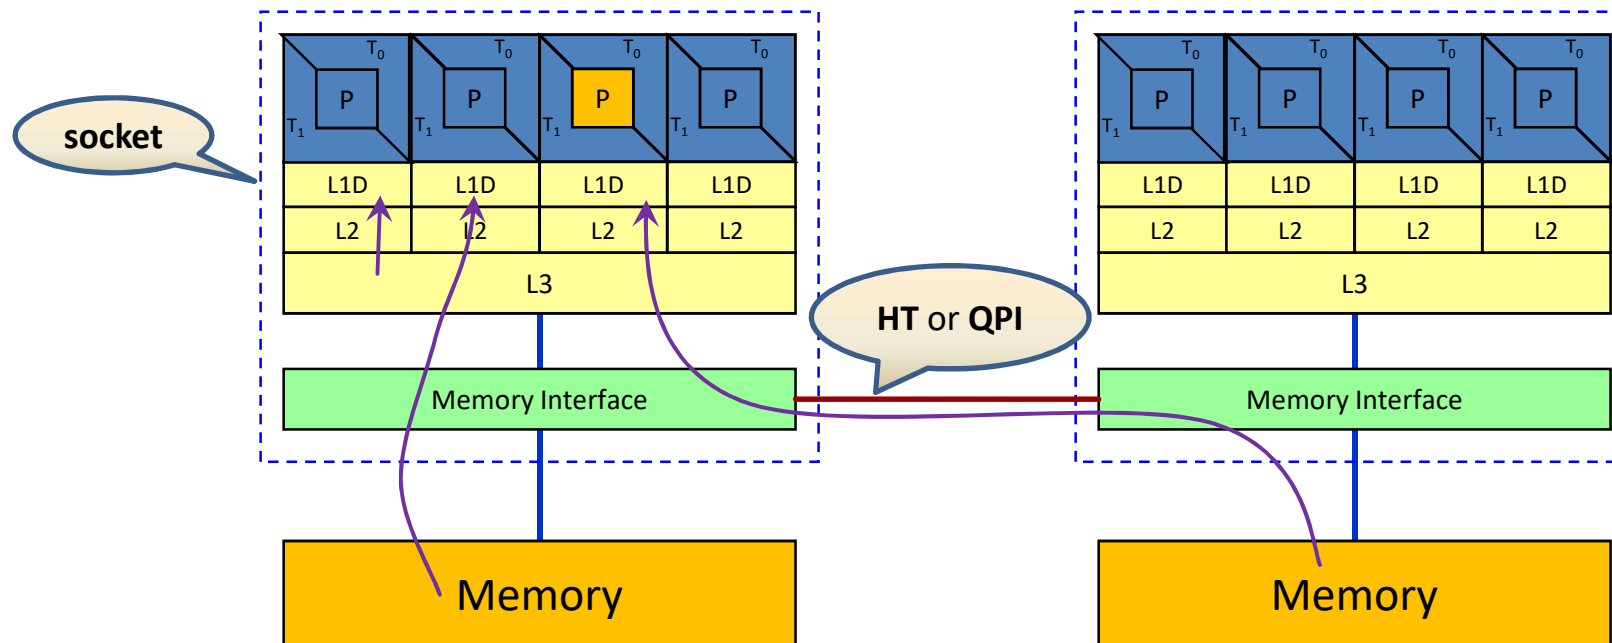 T0 T0 T0 T0 T0 T0 T0 T0
P P P P P P P P
T1 T1 T1 T1 T1 T1 T1 T1
socket
L1D L1D L1D L1D L1D L1D L1D L1D
L2 L2 L2 L2 L2 L2 L2 L2
L3 L3
HT or QPI
Memory Interface Memory Interface
Memory Memory